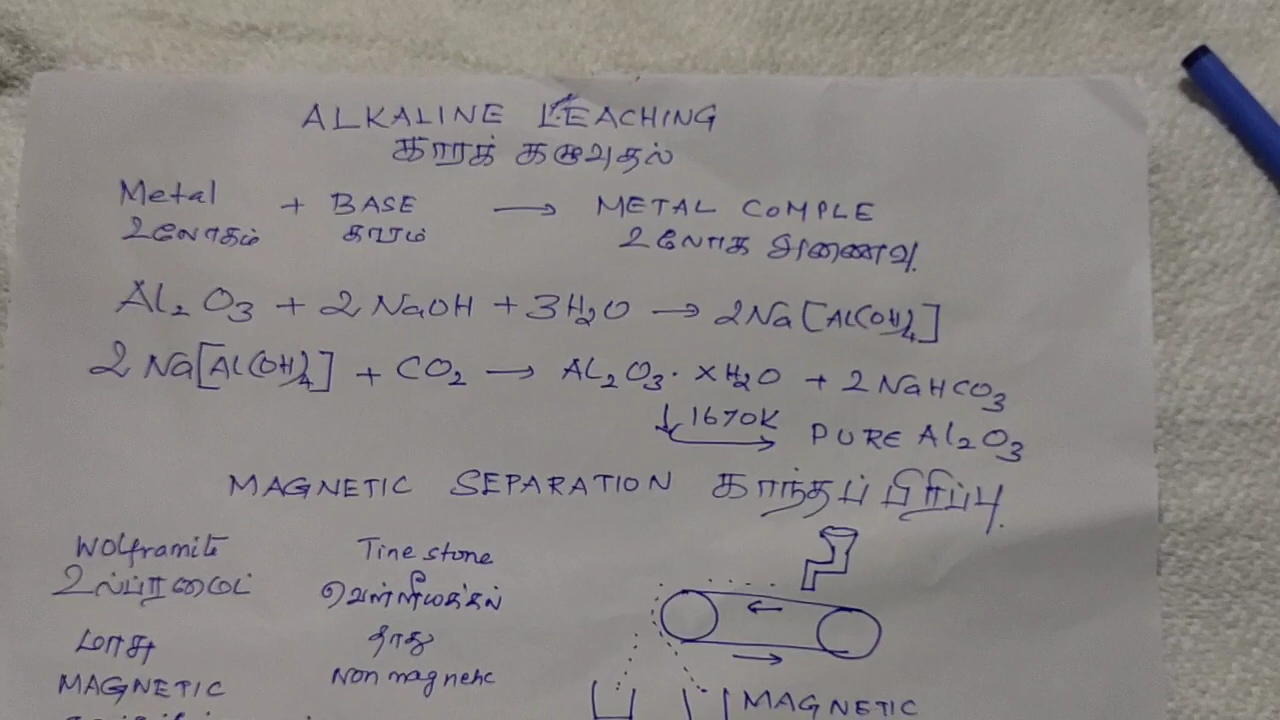 ALKALINE LEACHING
காரக் கழுவுதல்
Metal + BASE → METAL COMPLE
உலோகம் காரம் உலோக அணைவு.
Al₂O₃ + 2NaOH + 3H₂O → 2Na[Al(OH)₄]
2Na[Al(OH)₄] + CO₂ → Al₂O₃·XH₂O + 2NaHCO₃
↓1670K → PURE Al₂O₃
MAGNETIC SEPARATION காந்தப் பிரிப்பு.
Wolframite Tine stone
உல்ப்ரமைட் வெள்ளீயக்கல்
மாசு தாது
MAGNETIC Non magnetic
MAGNETIC